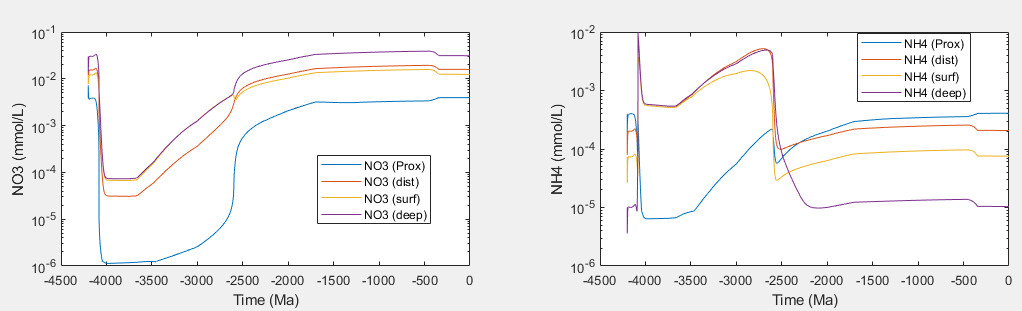 10^-1
10^-2
10^-3
10^-4
10^-5
10^-6
NO3 (mmol/L)
NO3 (Prox)
NO3 (dist)
NO3 (surf)
NO3 (deep)
-4500 -4000 -3500 -3000 -2500 -2000 -1500 -1000 -500 0
Time (Ma)
10^-2
10^-3
10^-4
10^-5
10^-6
NH4 (mmol/L)
NH4 (Prox)
NH4 (dist)
NH4 (surf)
NH4 (deep)
-4500 -4000 -3500 -3000 -2500 -2000 -1500 -1000 -500 0
Time (Ma)